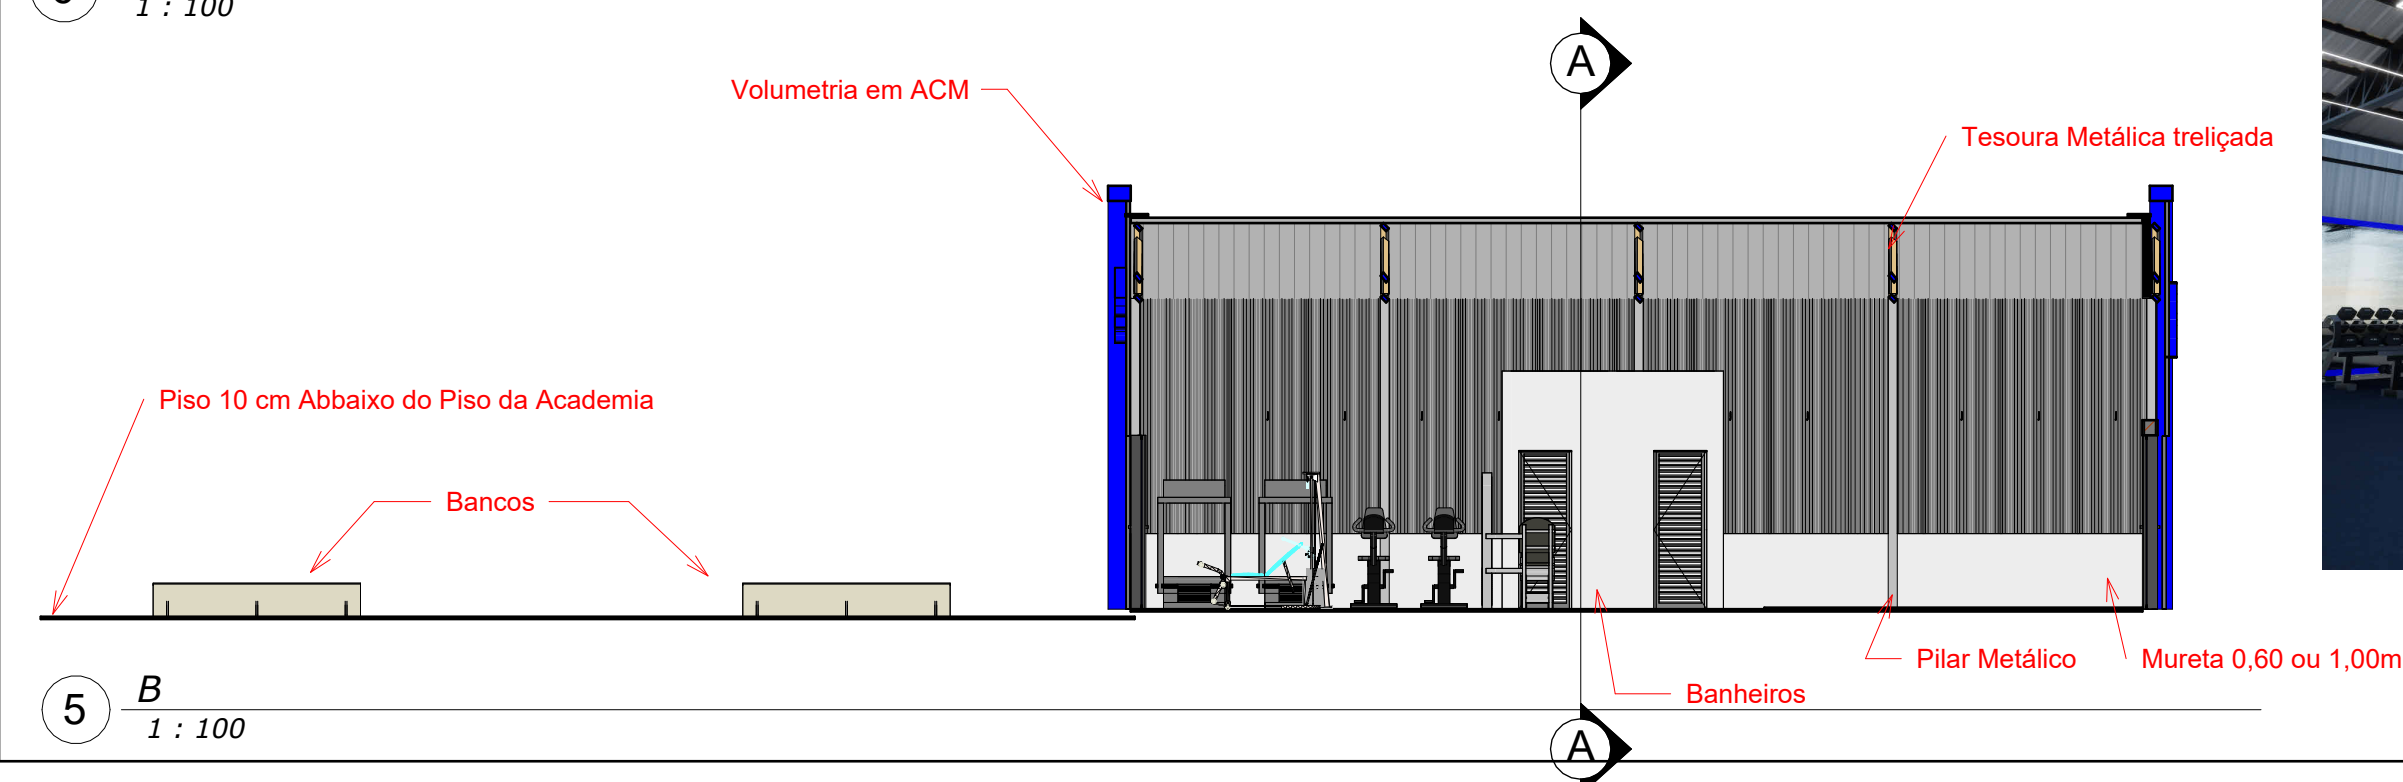 1 : 100
A
Volumetria em ACM
Tesoura Metálica treliçada
Piso 10 cm Abbaixo do Piso da Academia
Bancos
Pilar Metálico
Mureta 0,60 ou 1,00m
Banheiros
5
B
1 : 100
A